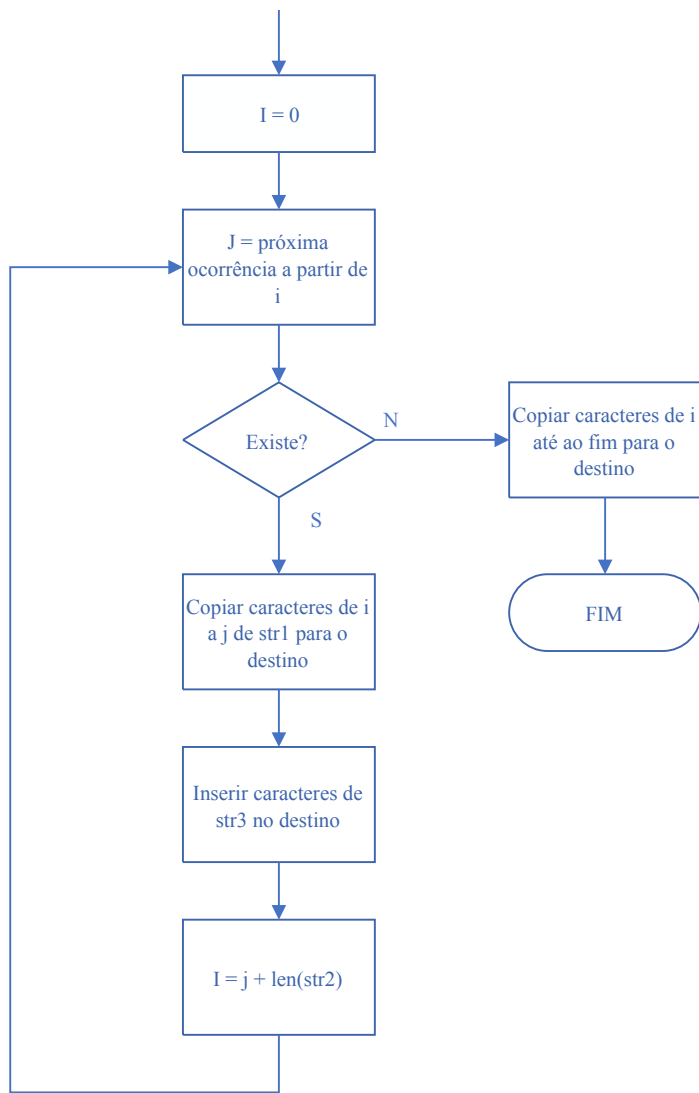 I = 0
J = próxima
ocorrência a partir de
i
Existe?
N
Copiar caracteres de i
até ao fim para o
destino
S
Copiar caracteres de i
a j de str1 para o
destino
FIM
Inserir caracteres de
str3 no destino
I = j + len(str2)